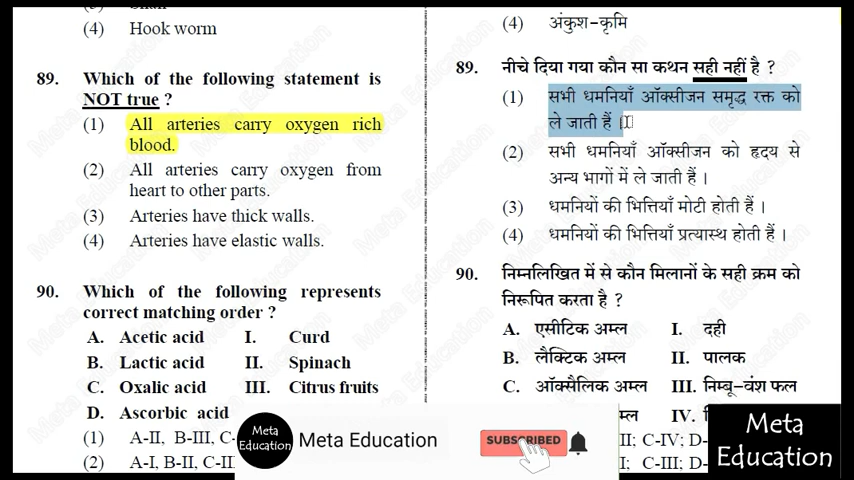 (4) Hook worm
89. Which of the following statement is
NOT true ?
(1) All arteries carry oxygen rich
blood.
(2) All arteries carry oxygen from
heart to other parts.
(3) Arteries have thick walls.
(4) Arteries have elastic walls.
90. Which of the following represents
correct matching order ?
A. Acetic acid I. Curd
B. Lactic acid II. Spinach
C. Oxalic acid III. Citrus fruits
D. Ascorbic acid
(1) A-II, B-III, C-
(2) A-I, B-II, C-II
(4) अंकुश-कृमि
89. नीचे दिया गया कौन सा कथन सही नहीं है ?
(1) सभी धमनियाँ ऑक्सीजन समृद्ध रक्त को
ले जाती हैं ।
(2) सभी धमनियाँ ऑक्सीजन को हृदय से
अन्य भागों में ले जाती हैं ।
(3) धमनियों की भित्तियाँ मोटी होती हैं ।
(4) धमनियों की भित्तियाँ प्रत्यास्थ होती हैं ।
90. निम्नलिखित में से कौन मिलानों के सही क्रम को
निरूपित करता है ?
A. एसीटिक अम्ल I. दही
B. लैक्टिक अम्ल II. पालक
C. ऑक्सैलिक अम्ल III. निम्बू-वंश फल
IV.
II; C-IV; D-
I; C-III; D-
Meta
Education
Meta Education
SUBSCRIBED
Meta
Education